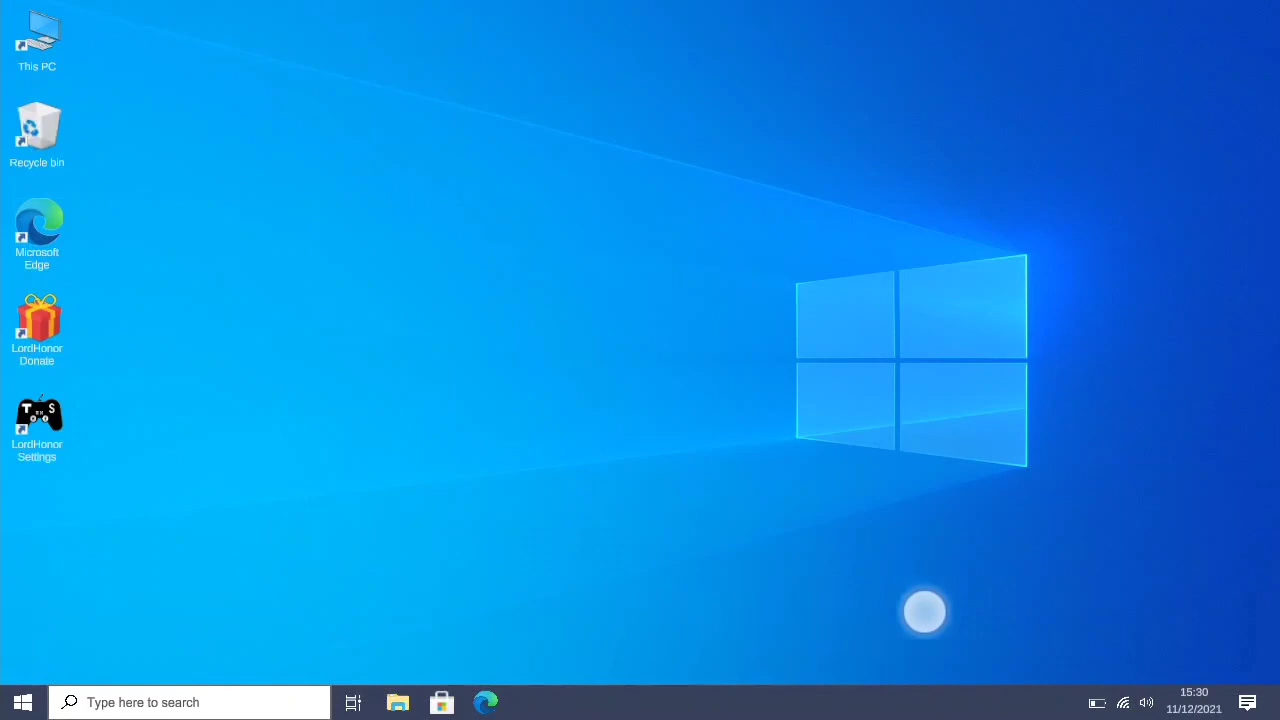 This PC
Recycle bin
Microsoft
Edge
LordHonor
Donate
LordHonor
Settings
Type here to search
15:30
11/12/2021